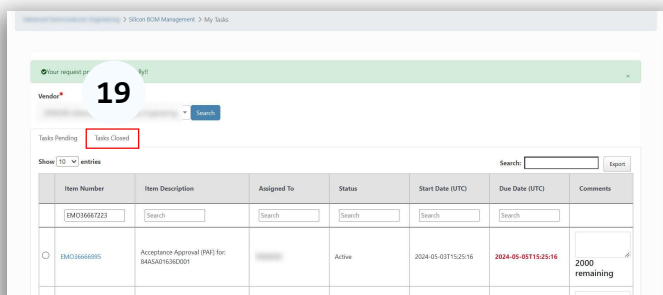 > Silicon BOM Management > My Tasks
Your request pr lly!!
×
19
Vendor*
Search
Tasks Pending Tasks Closed
Show 10 entries Search: Export
Item Number Item Description Assigned To Status Start Date (UTC) Due Date (UTC) Comments
EMO36667223 Search Search Search Search Search
EMO36666995 Acceptance Approval (PAF) for: Active 2024-05-03T15:25:16 2024-05-05T15:25:16
84ASA01636D001
2000
remaining